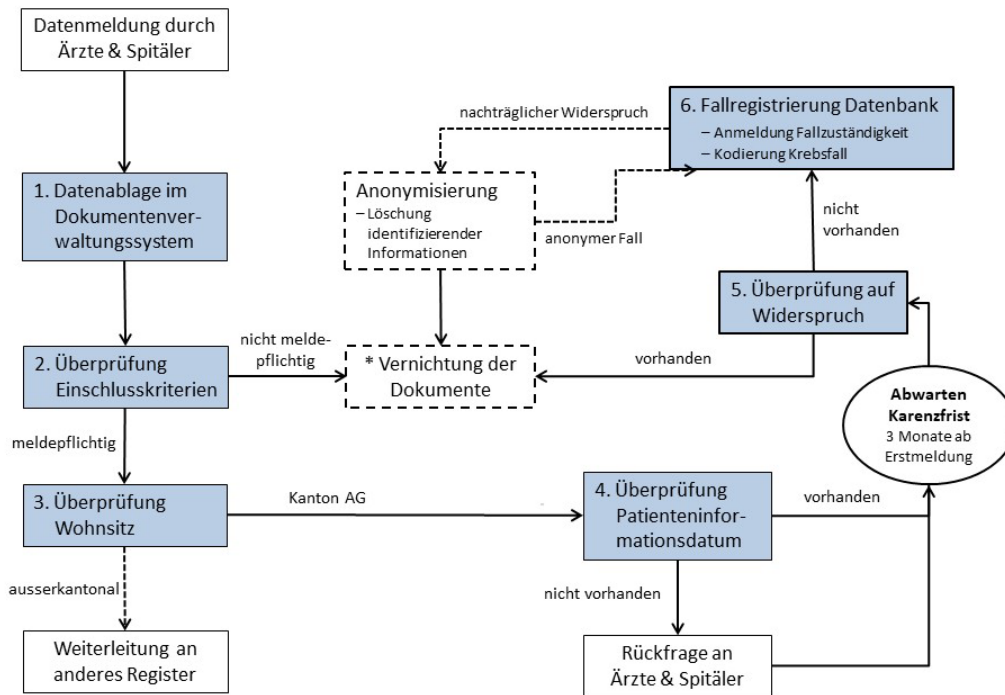 Datenmeldung durch
Ärzte & Spitäler
1. Datenablage im
Dokumentenver-
waltungssystem
2. Überprüfung
Einschlusskriterien
nicht melde-
pflichtig
meldepflichtig
3. Überprüfung
Wohnsitz
ausserkantonal
Weiterleitung an
anderes Register
Kanton AG
4. Überprüfung
Patienteninfor-
mationsdatum
vorhanden
nicht vorhanden
Rückfrage an
Ärzte & Spitäler
Abwarten
Karenzfrist
3 Monate ab
Erstmeldung
5. Überprüfung auf
Widerspruch
vorhanden
nicht
vorhanden
6. Fallregistrierung Datenbank
– Anmeldung Fallzuständigkeit
– Kodierung Krebsfall
nachträglicher Widerspruch
Anonymisierung
– Löschung
identifizierender
Informationen
anonymer Fall
* Vernichtung der
Dokumente